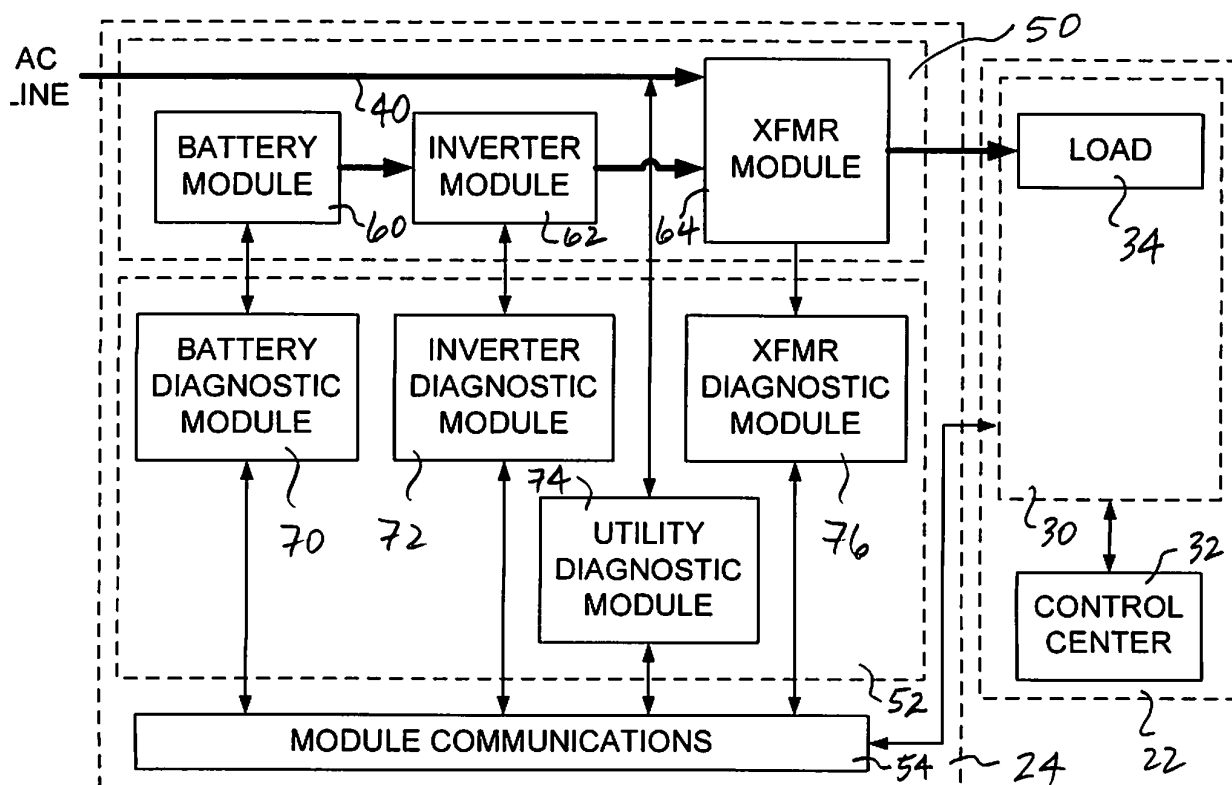 AC
LINE
50
40
BATTERY
MODULE
60
INVERTER
MODULE
62
XFMR
MODULE
64
LOAD
34
BATTERY
DIAGNOSTIC
MODULE
70
INVERTER
DIAGNOSTIC
MODULE
72
74
UTILITY
DIAGNOSTIC
MODULE
XFMR
DIAGNOSTIC
MODULE
76
30
32
CONTROL
CENTER
52
MODULE COMMUNICATIONS
54
24
22